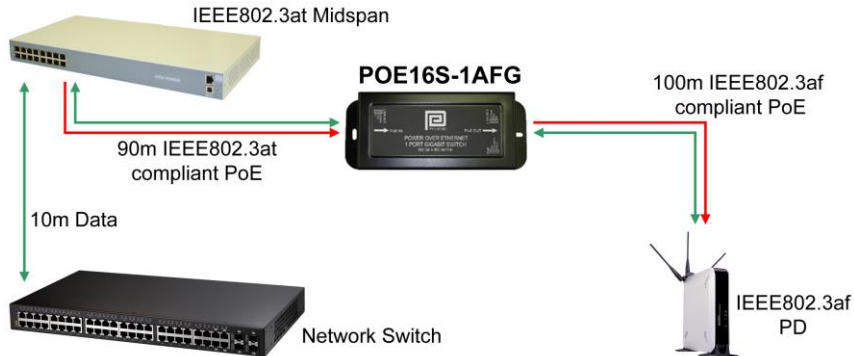 IEEE802.3at Midspan
POE16S-1AFG
100m IEEE802.3af
compliant PoE
90m IEEE802.3at
compliant PoE
POWER OVER ETHERNET
1 PORT GIGABIT SWITCH
10m Data
Network Switch
IEEE802.3af
PD